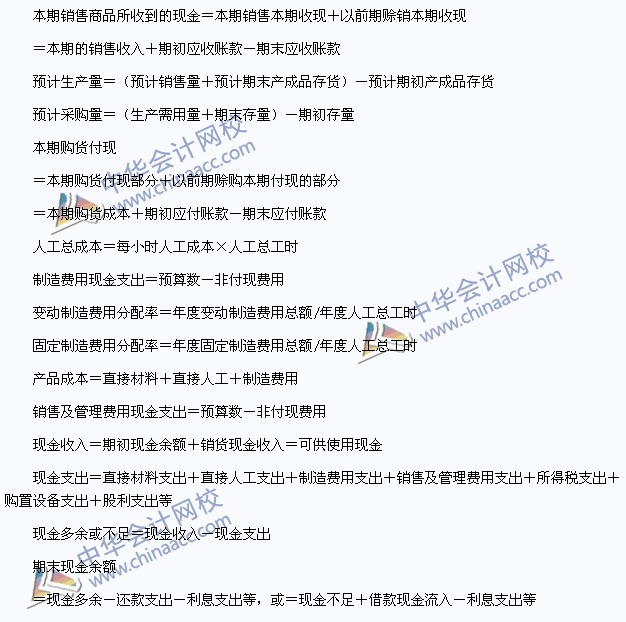 本期销售商品所收到的现金＝本期销售本期收现＋以前期赊销本期收现
＝本期的销售收入＋期初应收账款－期末应收账款
预计生产量＝（预计销售量＋预计期末产成品存货）－预计期初产成品存货
预计采购量＝（生产需用量＋期末存量）－期初存量
本期购货付现
＝本期购货付现部分＋以前期赊购本期付现的部分
＝本期购货成本＋期初应付账款－期末应付账款
人工总成本＝每小时人工成本×人工总工时
制造费用现金支出＝预算数－非付现费用
变动制造费用分配率＝年度变动制造费用总额/年度人工总工时
固定制造费用分配率＝年度固定制造费用总额/年度人工总工时
产品成本＝直接材料＋直接人工＋制造费用
销售及管理费用现金支出＝预算数－非付现费用
现金收入＝期初现金余额＋销货现金收入＝可供使用现金
现金支出＝直接材料支出＋直接人工支出＋制造费用支出＋销售及管理费用支出＋所得税支出＋
购置设备支出＋股利支出等
现金多余或不足＝现金收入－现金支出
期末现金余额
＝现金多余－还款支出－利息支出等，或＝现金不足＋借款现金流入－利息支出等
中华会计网校
www.chinaacc.com
中华会计网校
www.chinaacc.com
中华会计网校
www.chinaacc.com